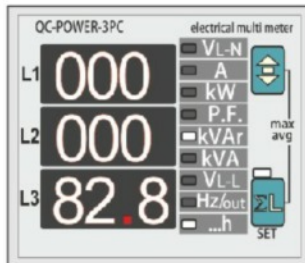 QC-POWER-3PC electrical multi meter
L1 000
L2 000
L3 82.8
VL-N
A
kW
P.F.
kVAr
kVA
VL-L
Hz/out
...h
max
avg
ΣL
SET